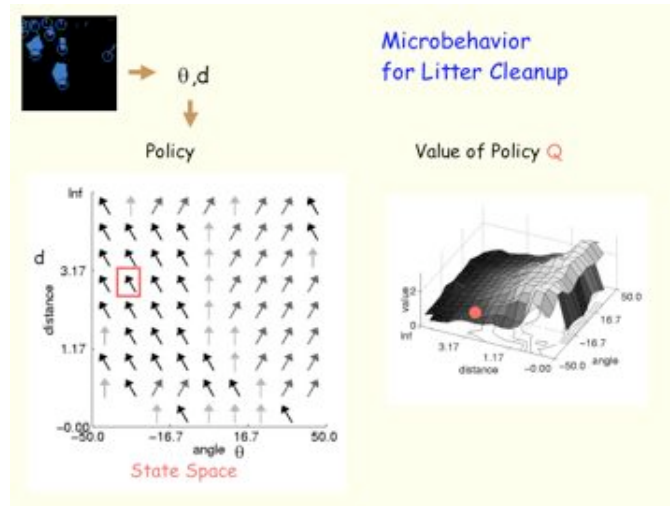 Microbehavior
for Litter Cleanup
θ,d
Policy
Value of Policy Q
Inf
d
3.17
distance
1.17
-0.00
-50.0
-16.7
16.7
50.0
angle θ
State Space
value
2
0
Inf
3.17
1.17
-0.00
distance
-50.0
-16.7
16.7
50.0
angle